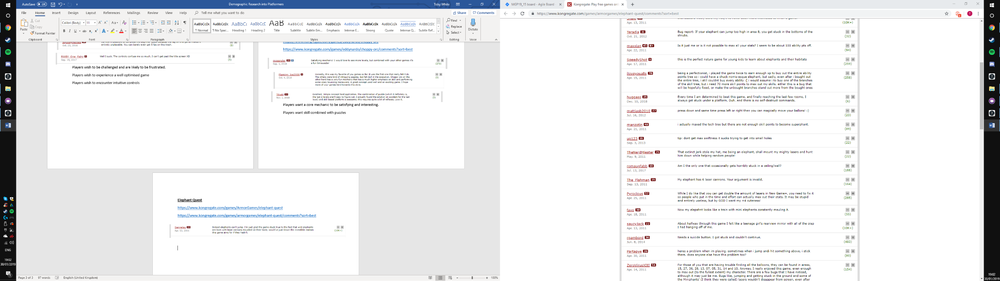 AutoSave Off
Demographic Research into Platformers
Toby White
File Home Insert Design Layout References Mailings Review View Help Tell me what you want to do
Share Comments
Paste
Cut
Copy
Format Painter
Clipboard
Calibri (Body) 11
Font
Paragraph
¶ Normal
¶ No Spac...
Heading 1
Heading 2
Title
Subtitle
Subtle Em...
Emphasis
Intense E...
Strong
Quote
Intense Q...
Subtle Ref...
Styles
Find
Replace
Select
Editing
Dictate
Voice
Oct. 23, 2016
entirely unplayable. You can barely even get 5 fps on this trash.
(5)
RWBY_One_Fairy
Sep. 19, 2017
Well I suck. The controls confuse me so much, I can't get past the title screen XD
(5)
Players wish to be challenged and are likely to be frustrated.
Players wish to experience a well optimised game
Players wish to encounter intuitive controls
https://www.kongregate.com/games/eddynardo/choppy-orc
https://www.kongregate.com/games/eddynardo/choppy-orc/comments?sort=best
mossruler
Sep. 1, 2018
Satisfying mechanic! I would love to see more levels, but combined with your other games it's
a fun timewaster
(279)
Flaming_Ice2000
Oct. 4, 2018
Honestly, this was my favorite of you games so far. It was the first one that really felt FUN.
The others were kind of intriguing puzzles, but felt dull in the execution. Choppy orc on the
other hand has a very fun mechanic that has a much higher emphasis on skill and performing
some crazy bouncing maneuvers. A great concept used well and an exciting game. I hope
more of your games tend towards this style.
(5)
Tibald
Nov. 1, 2018
Excellent. Simple concept hard application. The combination of puzzle (which it definitely is,
the last 2 levels aren't easy to figure out; I actually found the solution on accident for the last
level) and skill based platform is awesome; this requires quite a bit of reflexes. Love it.
(5)
Players want a core mechanic to be satisfying and interesting.
Players want skill combined with puzzles
Elephant Quest
https://www.kongregate.com/games/ArmorGames/elephant-quest
https://www.kongregate.com/games/armorgames/elephant-quest/comments?sort=best
Senretsu
Apr. 13, 2011
Indeed elephants can't jump. I'm just glad the game stuck true to the fact that wild elephants
are born with laser cannons mounted on their back; would've just blown the incredible realism
this game aims for if they hadn't.
(10K+)
Page 3 of 3 97 words English (United Kingdom)
100%
ENG
19:02
30/01/2019
MGP19_15 board - Agile Board
Kongregate: Play free games onl
https://www.kongregate.com/games/armorgames/elephant-quest/comments?sort=best
Apr. 13, 2011
(10K+)
Teradia 31
Oct. 21, 2012
Bug report: If your elephant can jump too high in area 8, you get stuck in the bottoms of the
shrubs.
(32)
maxxian 45 K+
Apr. 22, 2011
Is it just me or is it not possible to max all your stats? I seem to be about 100 ability pts off.
(94)
SpeedyShot
Apr. 17, 2011
this is the perfect nature game for young kids to learn about elephants and their habitats
(259)
iloveyoualls 70
Apr. 15, 2011
being a perfectionist, i played the game twice to earn enough xp to buy out the entire ability
points tree so i could have a chuck norris-esque elephant, but sadly, even after i bought out
the entire tree, i still couldnt buy every ability :[ i would assume i to buy one of the branches
of the skill tree, but i need 70 more skill points to max out my skills. either this is a bug that
will be hopefully fixed, or make the unbought branches stand out more from the bought ones
(258)
huggaso 35
Dec. 10, 2018
Every time I am determined to beat this game, and finally reaching the last few rooms, I
always get stuck under a platform. Duh. And there is no self-destruct commands.
(6)
mattiasb2010 27
Jul. 16, 2012
press down and same time press left or right then you can magically move your ballons! :)
(23)
manzotin 48
Apr. 21, 2011
i actually maxed the tech tree but there are not enough skill points to become superphant.
(89)
up123 16
Sep. 3, 2013
tip: dont get max swiftness it sucks trying to get into small holes
(22)
TheNerdMiester 25
May. 9, 2011
That extinct jerk stole my hat, me being an elephant, shall mount my mighty lasers and hunt
him down while helping random people!
(22)
romaugfabb 10
Jul. 13, 2017
Am I the only one that occasionally gets horribly stuck in a ceiling/wall?
(166)
The_Fishman 35
Sep. 13, 2011
My elephant has 6 laser cannons. Your argument is invalid.
(164)
Pyrocious 57
Apr. 25, 2011
While I do like that you can get double the amount of lasers in New Game+, you need to fix it
so people who put in the time and effort can actually max out their stats. It may be stupid
and entirely useless, but by GOD I want my +4 cuteness!
(285)
favo 30
Apr. 18, 2011
Now my elepahnt looks like a train with mini elephants constantly mauling it.
(55)
saucyJack 22
Apr. 13, 2011
About halfway through this game I felt like a teenage girl's rearview mirror with all of the crap
I had hanging off of me.
(10K+)
rgambord 30
Jun. 8, 2014
Needs a suicide button. I got stuck and couldn't continue.
(483)
Partapye 20
Apr. 30, 2011
heres a problem when im playing. sometimes when i jump andi hit something above, i stick
there. does anyone else have this problem too?
(80)
ZeroVirusXIII 54
Apr. 14, 2011
For those of you that are having trouble finding all the balloons, they can be found in areas,
15, 27, 36, 28, 13, 07, 05, 31, 14 and 10. Anyway, I really enjoyed this game, even enough
to max out (to the fullest extent) my character. There are a few bugs that I have noticed,
although it may just be me. Bugs like, jumping and getting stuck in the ground and some of
the Miniphants' (I think they were called) lasers wouldn't disappear from screen, even after
(154)
19:02
30/01/2019